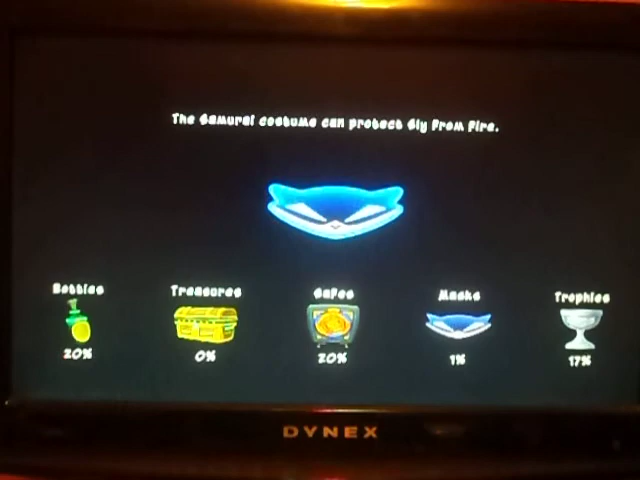 The Samurai costume can protect Sly from fire.
Bottles Treasures Safes Masks Trophies
20% 0% 20% 1% 17%
DYNEX